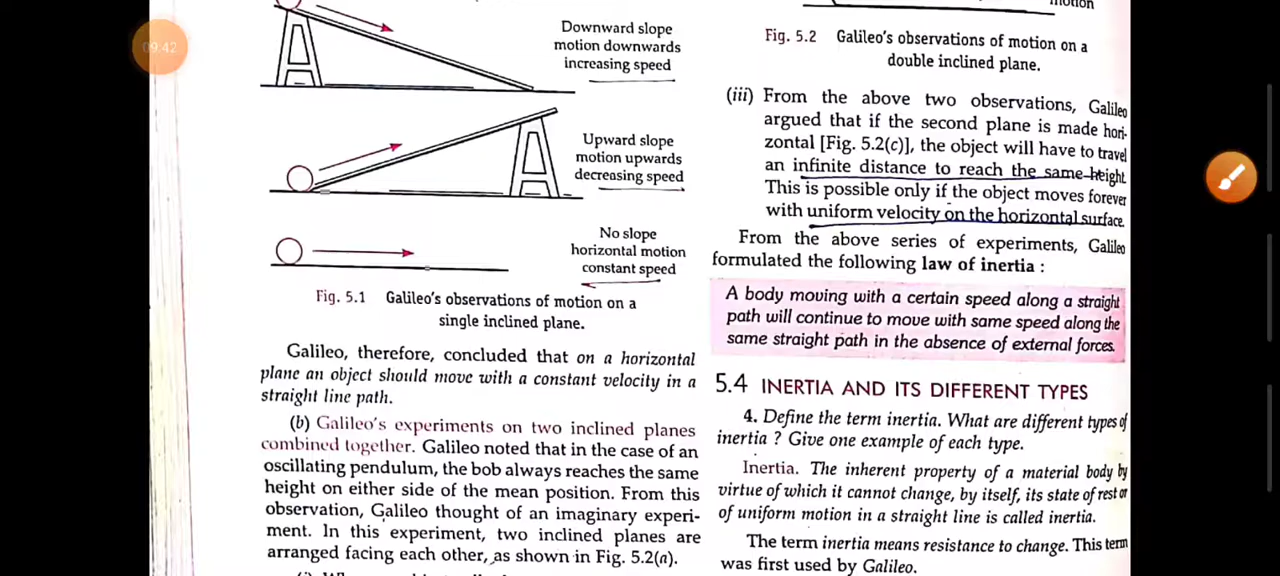 09:42
Downward slope
motion downwards
increasing speed
Upward slope
motion upwards
decreasing speed
No slope
horizontal motion
constant speed
Fig. 5.1 Galileo's observations of motion on a
single inclined plane.
Galileo, therefore, concluded that on a horizontal
plane an object should move with a constant velocity in a
straight line path.
(b) Galileo's experiments on two inclined planes
combined together. Galileo noted that in the case of an
oscillating pendulum, the bob always reaches the same
height on either side of the mean position. From this
observation, Galileo thought of an imaginary experi-
ment. In this experiment, two inclined planes are
arranged facing each other, as shown in Fig. 5.2(a).
motion
Fig. 5.2 Galileo's observations of motion on a
double inclined plane.
(iii) From the above two observations, Galileo
argued that if the second plane is made hori-
zontal [Fig. 5.2(c)], the object will have to travel
an infinite distance to reach the same height.
This is possible only if the object moves forever
with uniform velocity on the horizontal surface.
From the above series of experiments, Galileo
formulated the following law of inertia :
A body moving with a certain speed along a straight
path will continue to move with same speed along the
same straight path in the absence of external forces.
5.4 INERTIA AND ITS DIFFERENT TYPES
4. Define the term inertia. What are different types of
inertia ? Give one example of each type.
Inertia. The inherent property of a material body by
virtue of which it cannot change, by itself, its state of rest or
of uniform motion in a straight line is called inertia.
The term inertia means resistance to change. This term
was first used by Galileo.